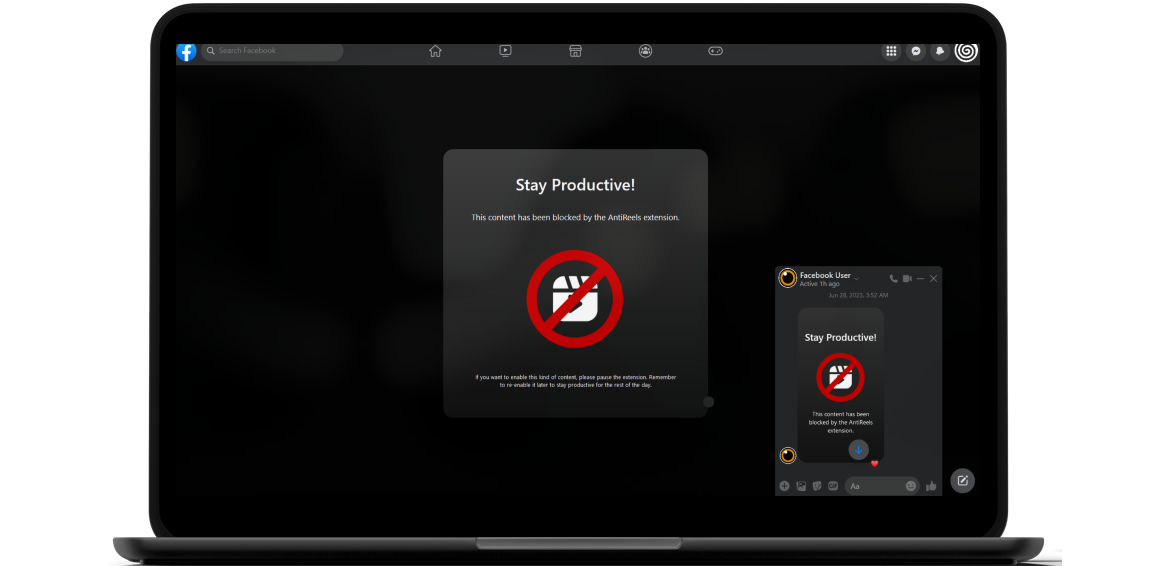 Search Facebook
Stay Productive!
This content has been blocked by the AntiReels extension.
If you want to enable this kind of content, please pause the extension. Remember
to re-enable it later to stay productive for the rest of the day.
Facebook User
Active 1h ago
Jun 28, 2023, 3:52 AM
Stay Productive!
This content has been
blocked by the AntiReels
extension.
GIF
Aa